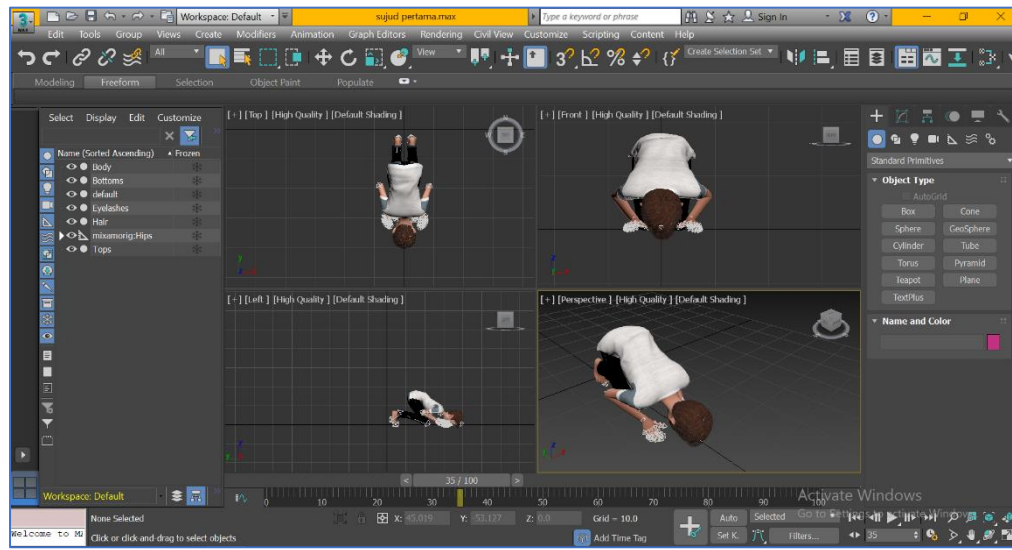 3
MAX
Workspace: Default
sujud pertama.max
Type a keyword or phrase
Sign In
Edit Tools Group Views Create Modifiers Animation Graph Editors Rendering Civil View Customize Scripting Content Help
All
View
Create Selection Set
Modeling Freeform Selection Object Paint Populate
Select Display Edit Customize
Name (Sorted Ascending) Frozen
Body
Bottoms
default
Eyelashes
Hair
mixamorig:Hips
Tops
[+] [Top ] [High Quality ] [Default Shading ]
[+] [Front ] [High Quality ] [Default Shading ]
[+] [Left ] [High Quality ] [Default Shading ]
[+] [Perspective ] [High Quality ] [Default Shading ]
Standard Primitives
Object Type
AutoGrid
Box Cone
Sphere GeoSphere
Cylinder Tube
Torus Pyramid
Teapot Plane
TextPlus
Name and Color
< 35 / 100 >
Workspace: Default
0 10 20 30 40 50 60 70 80 90 100
Activate Windows
Go to Settings to activate Windows.
None Selected
X: 45.019 Y: -53.127 Z: 0.0 Grid = 10.0
Auto Selected
Welcome to M
Click or click-and-drag to select objects
Add Time Tag
Set K. Filters...
35